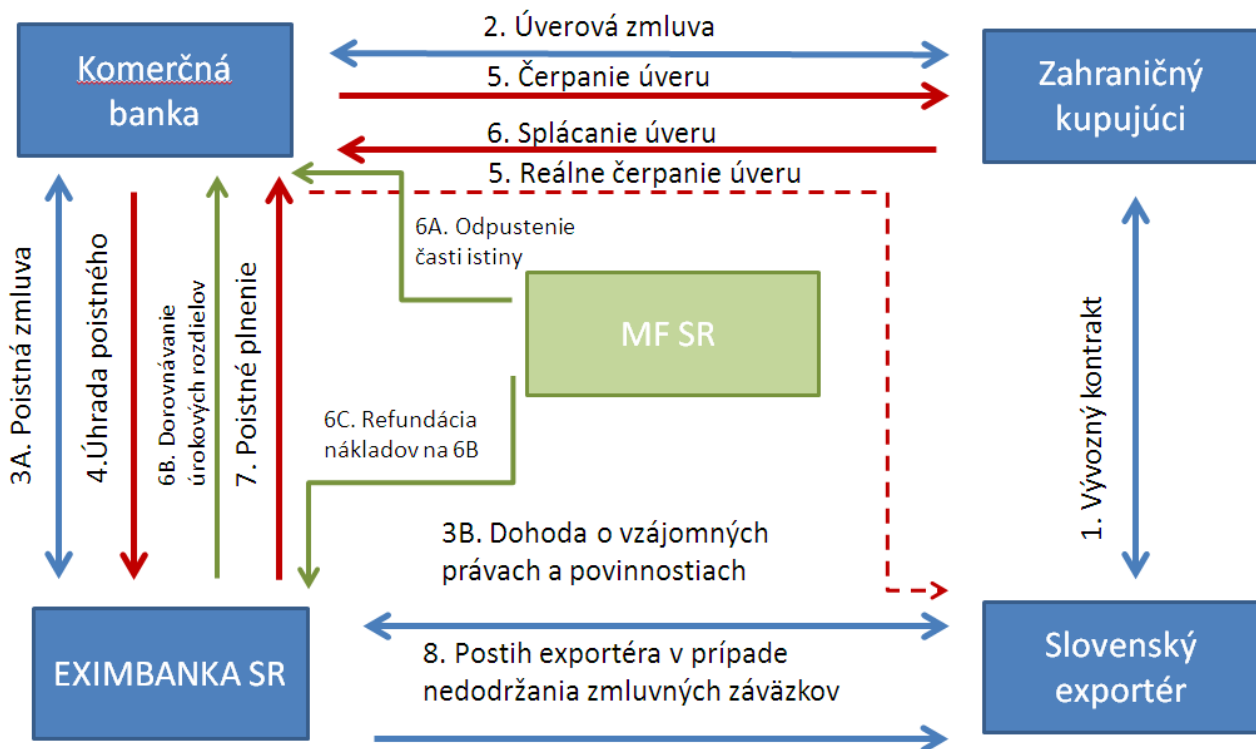 2. Úverová zmluva
Komerčná
banka
Zahraničný
kupujúci
5. Čerpanie úveru
6. Splácanie úveru
5. Reálne čerpanie úveru
6A. Odpustenie
časti istiny
MF SR
3A. Poistná zmluva
4.Úhrada poistného
6B. Dorovnávanie
úrokových rozdielov
7. Poistné plnenie
6C. Refundácia
nákladov na 6B
1. Vývozný kontrakt
3B. Dohoda o vzájomných
právach a povinnostiach
EXIMBANKA SR
8. Postih exportéra v prípade
nedodržania zmluvných záväzkov
Slovenský
exportér